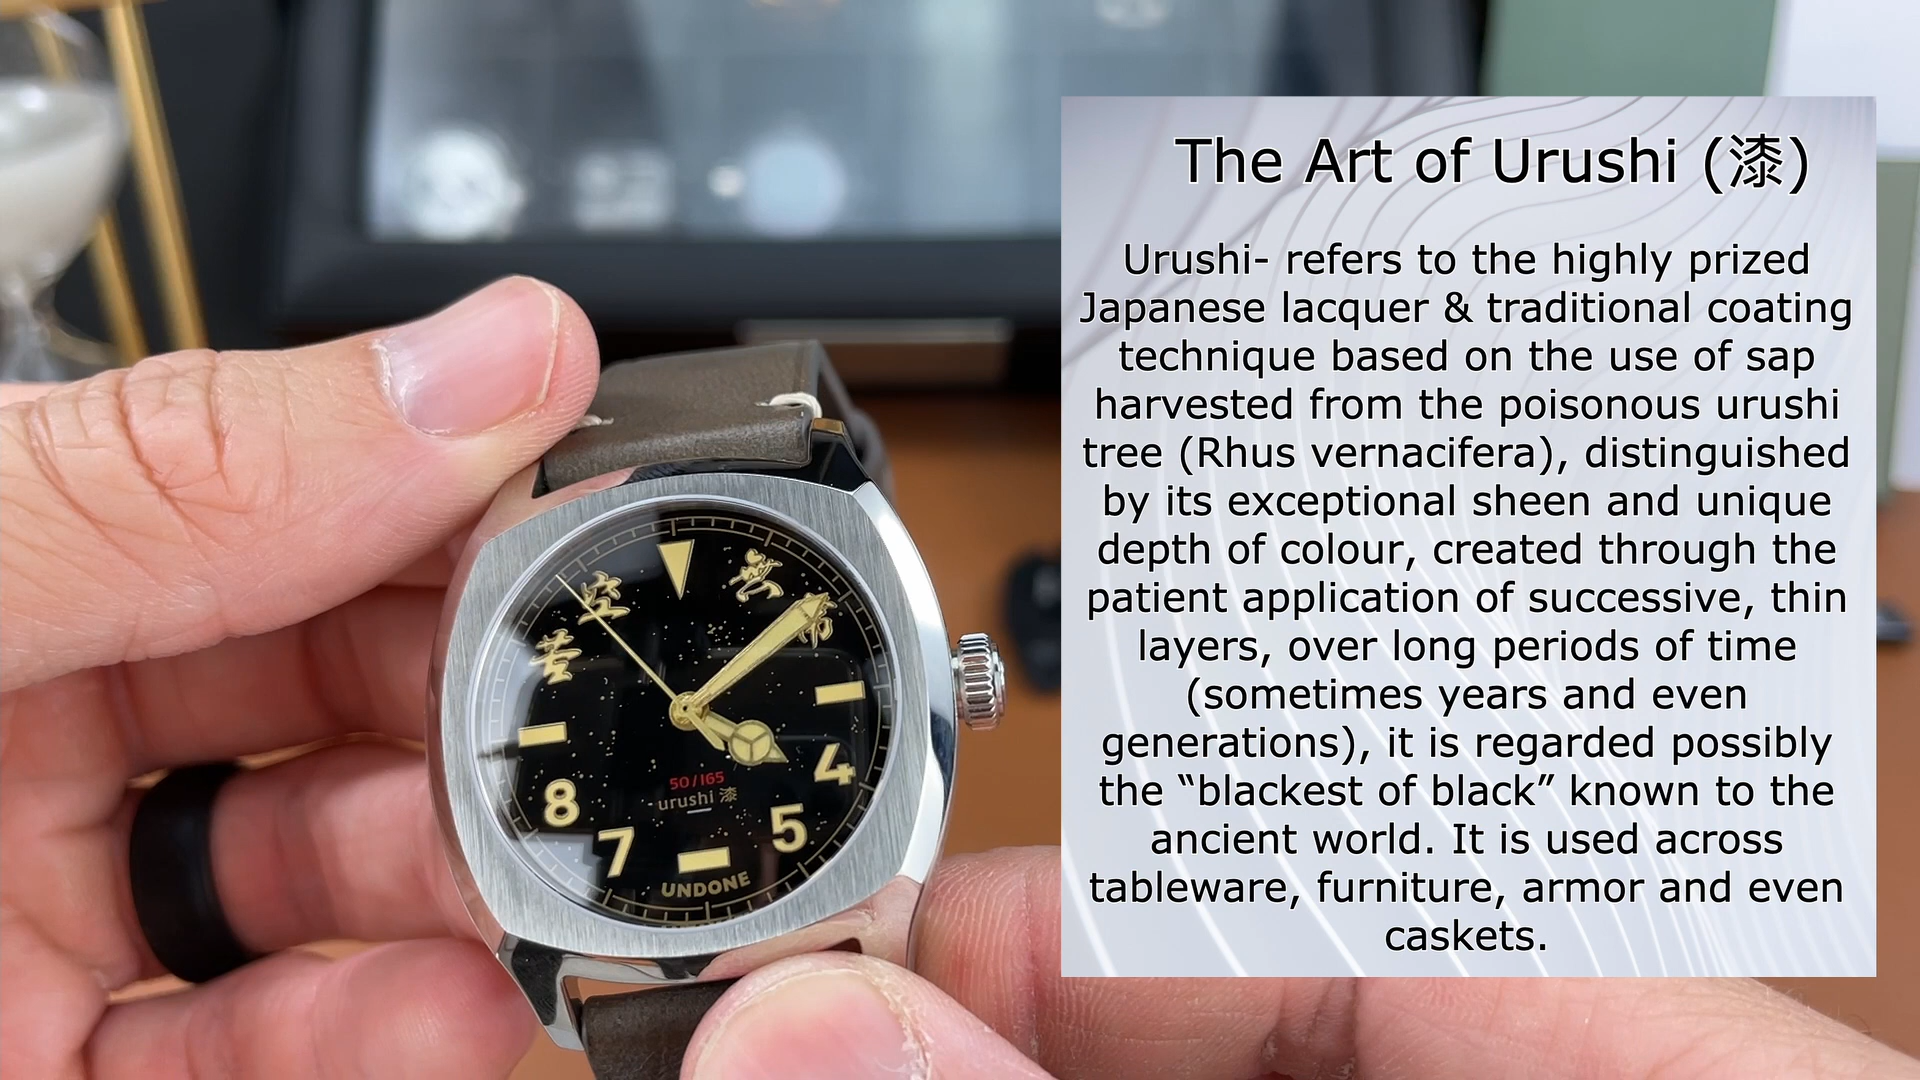 The Art of Urushi (漆)
Urushi- refers to the highly prized
Japanese lacquer & traditional coating
technique based on the use of sap
harvested from the poisonous urushi
tree (Rhus vernacifera), distinguished
by its exceptional sheen and unique
depth of colour, created through the
patient application of successive, thin
layers, over long periods of time
(sometimes years and even
generations), it is regarded possibly
the “blackest of black” known to the
ancient world. It is used across
tableware, furniture, armor and even
caskets.
4
5
7
8
50/165
urushi 漆
UNDONE